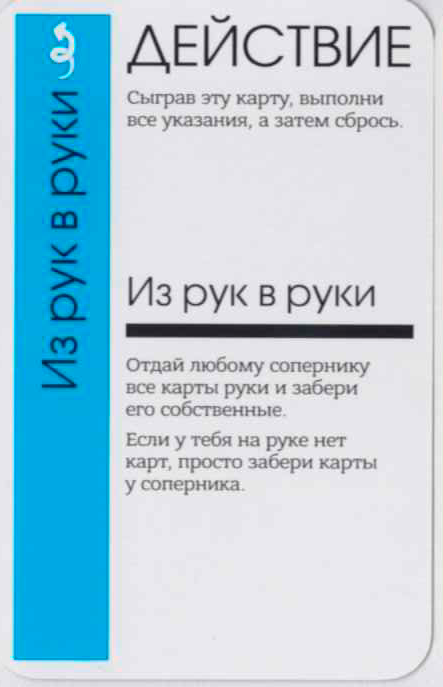 Из рук в руки
ДЕЙСТВИЕ
Сыграв эту карту, выполни
все указания, а затем сбрось.
Из рук в руки
Отдай любому сопернику
все карты руки и забери
его собственные.
Если у тебя на руке нет
карт, просто забери карты
у соперника.